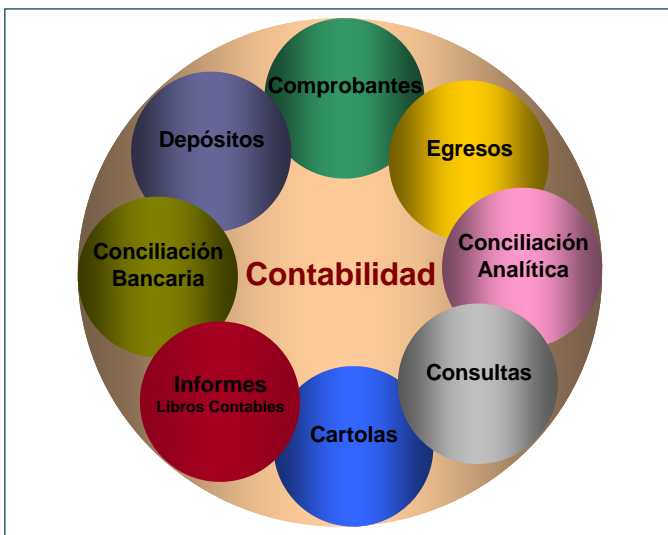 Comprobantes
Depósitos
Egresos
Conciliación
Bancaria
Contabilidad
Conciliación
Analítica
Informes
Libros Contables
Consultas
Cartolas